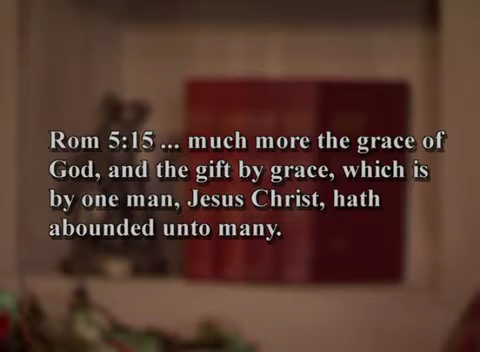 Rom 5:15 ... much more the grace of
God, and the gift by grace, which is
by one man, Jesus Christ, hath
abounded unto many.